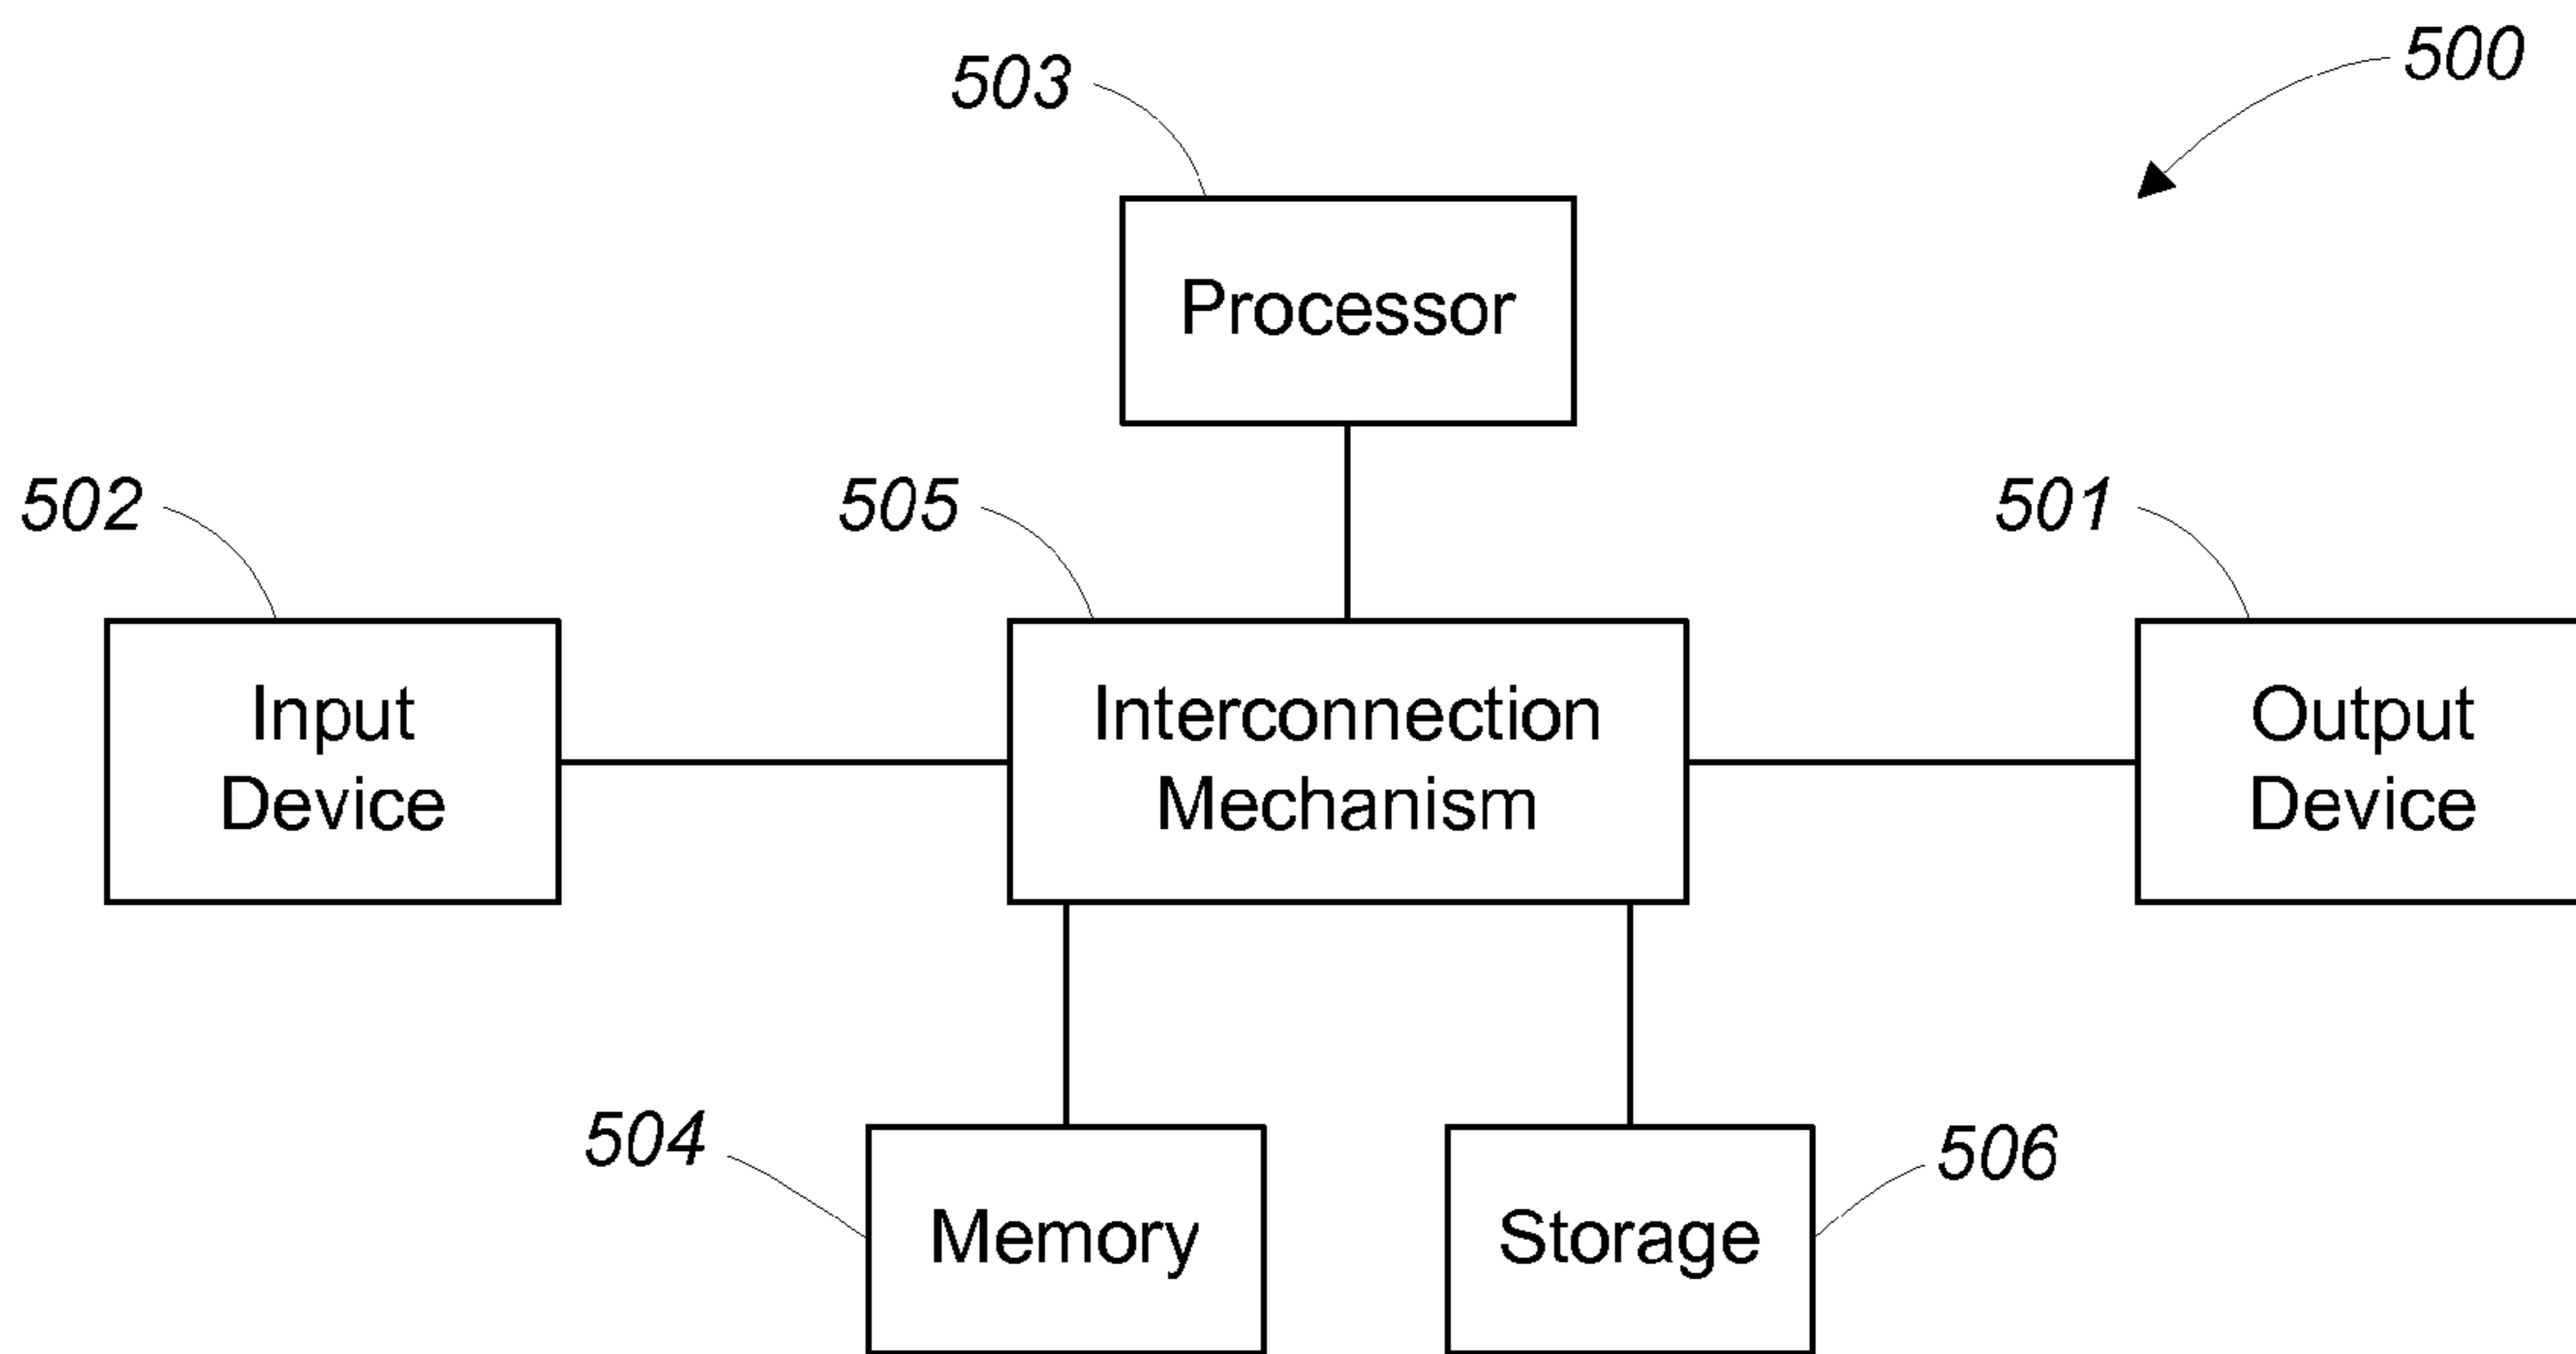 500
503
Processor
502
505
501
Input
Device
Interconnection
Mechanism
Output
Device
504
506
Memory
Storage